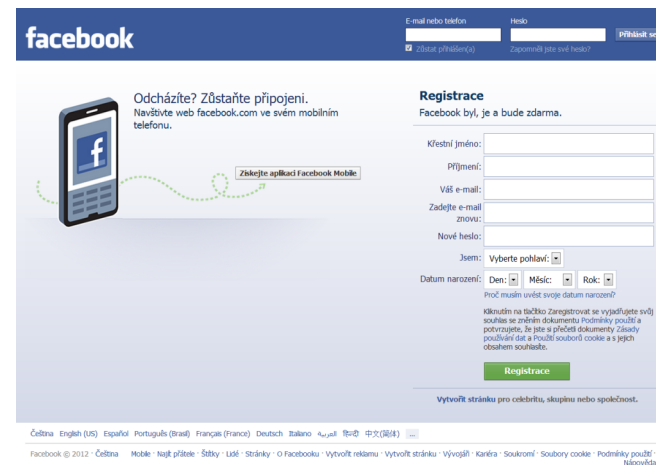 facebook
E-mail nebo telefon
Heslo
Přihlásit se
Zůstat přihlášen(a)
Zapomněl jste své heslo?
Odcházíte? Zůstaňte připojeni.
Navštivte web facebook.com ve svém mobilním
telefonu.
Získejte aplikaci Facebook Mobile
Registrace
Facebook byl, je a bude zdarma.
Křestní jméno:
Příjmení:
Váš e-mail:
Zadejte e-mail
znovu:
Nové heslo:
Jsem: Vyberte pohlaví:
Datum narození: Den: Měsíc: Rok:
Proč musím uvést svoje datum narození?
Kliknutím na tlačítko Zaregistrovat se vyjadřujete svůj
souhlas se zněním dokumentu Podmínky použití a
potvrzujete, že jste si přečetli dokumenty Zásady
používání dat a Použití souborů cookie a s jejich
obsahem souhlasíte.
Registrace
Vytvořit stránku pro celebritu, skupinu nebo společnost.
Čeština English (US) Español Português (Brasil) Français (France) Deutsch Italiano العربية हिन्दी 中文(简体) ...
Facebook © 2012 · Čeština Mobile · Najít přátele · Štítky · Lidé · Stránky · O Facebooku · Vytvořit reklamu · Vytvořit stránku · Vývojáři · Kariéra · Soukromí · Soubory cookie · Podmínky použití ·
Nápověda